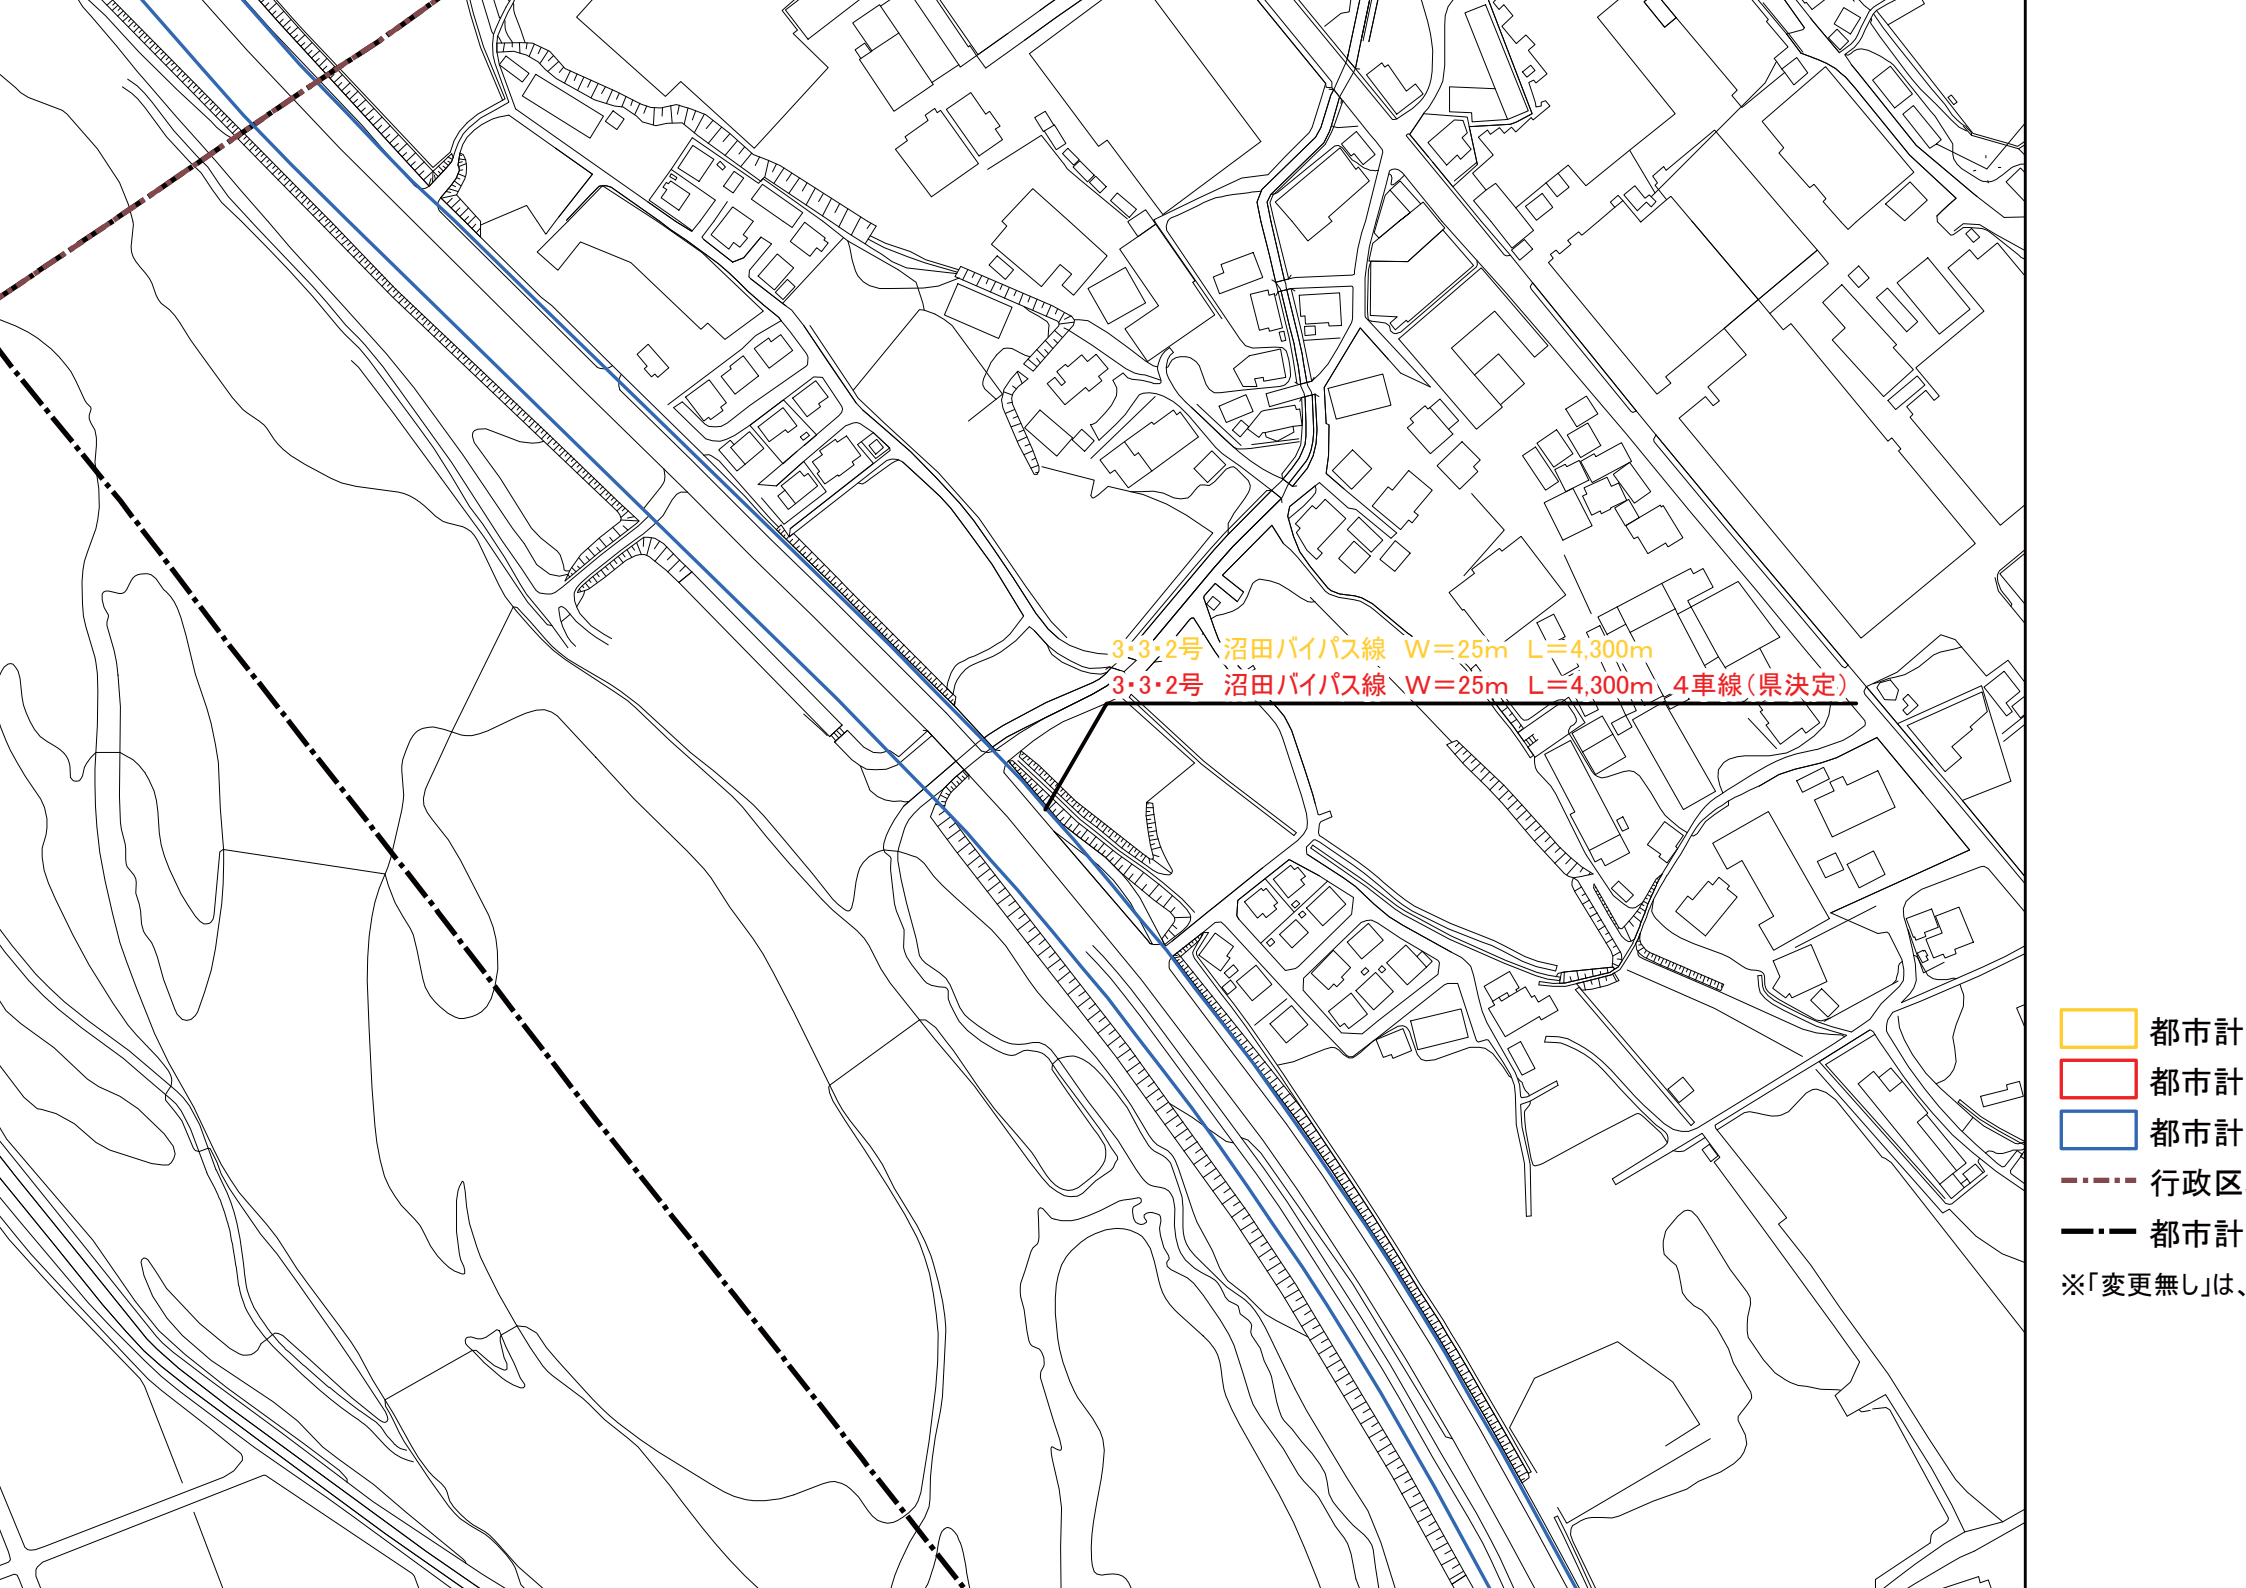 3・3・2号　沼田バイパス線　W＝25m　L＝4,300m
3・3・2号　沼田バイパス線　W＝25m　L＝4,300m　4車線（県決定）
都市計
都市計
都市計
行政区
都市計
※「変更無し」は、